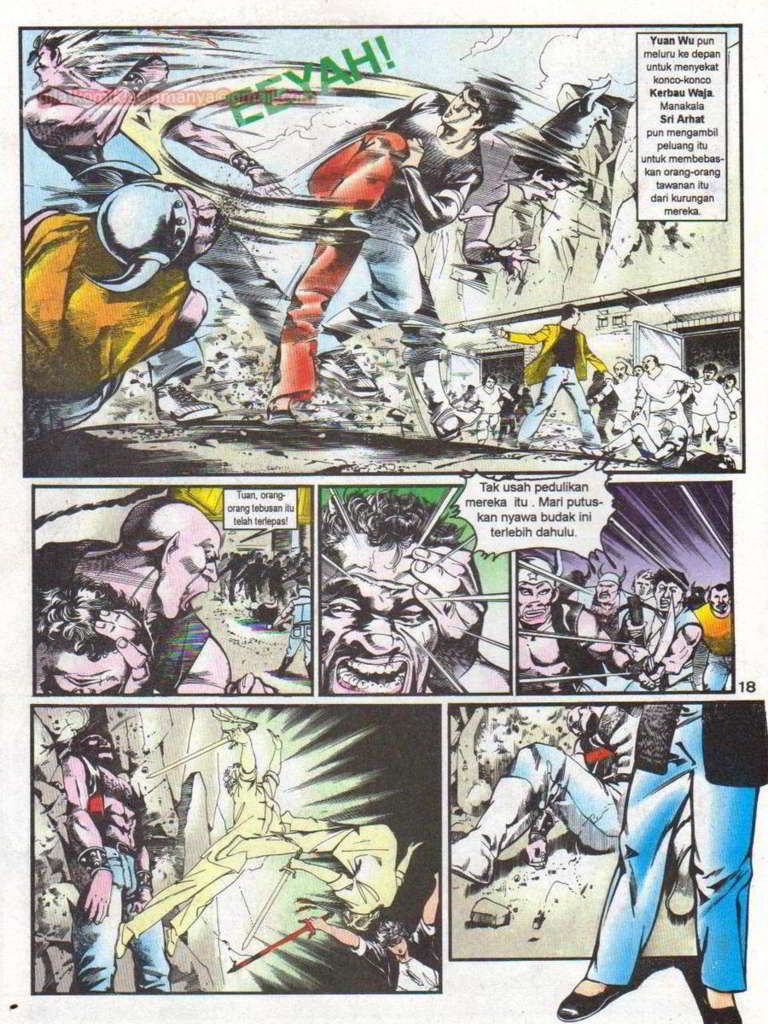 EEYAH!
Yuan Wu pun
meluru ke depan
untuk menyekat
konco-konco
Kerbau Waja.
Manakala
Sri Arhat
pun mengambil
peluang itu
untuk membebas-
kan orang-orang
tawanan itu
dari kurungan
mereka.
Tuan, orang-
orang tebusan itu
telah terlepas!
Tak usah pedulikan
mereka itu . Mari putus-
kan nyawa budak ini
terlebih dahulu.
18